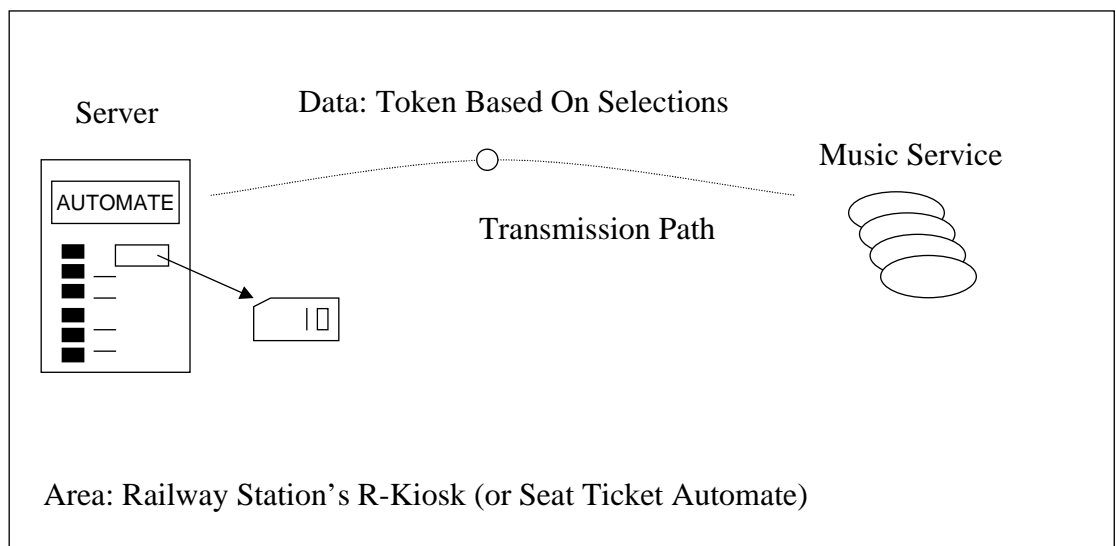 Data: Token Based On Selections
Server
Music Service
AUTOMATE
Transmission Path
Area: Railway Station's R-Kiosk (or Seat Ticket Automate)